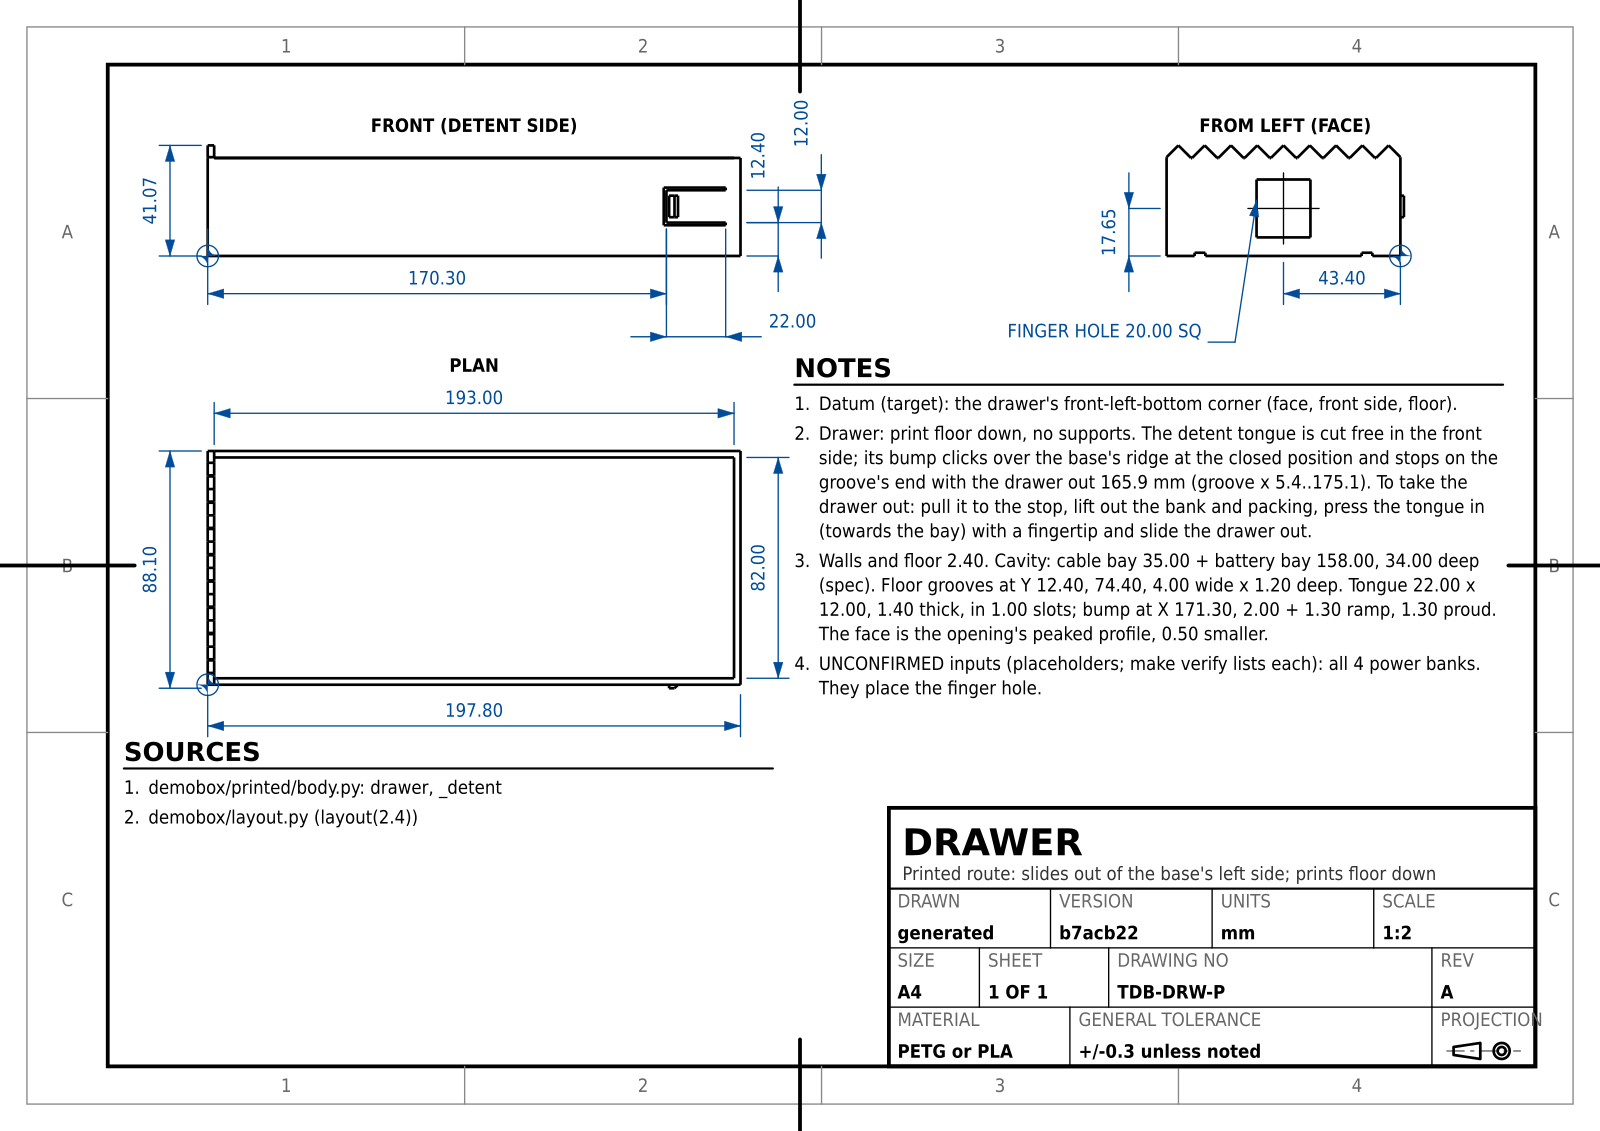 1 2 3 4
FRONT (DETENT SIDE)
FROM LEFT (FACE)
12.00
12.40
41.07
170.30
22.00
17.65
43.40
FINGER HOLE 20.00 SQ
A A
PLAN
193.00
88.10
82.00
197.80
B B
NOTES
1. Datum (target): the drawer's front-left-bottom corner (face, front side, floor).
2. Drawer: print floor down, no supports. The detent tongue is cut free in the front
side; its bump clicks over the base's ridge at the closed position and stops on the
groove's end with the drawer out 165.9 mm (groove x 5.4..175.1). To take the
drawer out: pull it to the stop, lift out the bank and packing, press the tongue in
(towards the bay) with a fingertip and slide the drawer out.
3. Walls and floor 2.40. Cavity: cable bay 35.00 + battery bay 158.00, 34.00 deep
(spec). Floor grooves at Y 12.40, 74.40, 4.00 wide x 1.20 deep. Tongue 22.00 x
12.00, 1.40 thick, in 1.00 slots; bump at X 171.30, 2.00 + 1.30 ramp, 1.30 proud.
The face is the opening's peaked profile, 0.50 smaller.
4. UNCONFIRMED inputs (placeholders; make verify lists each): all 4 power banks.
They place the finger hole.
SOURCES
1. demobox/printed/body.py: drawer, _detent
2. demobox/layout.py (layout(2.4))
C C
DRAWER
Printed route: slides out of the base's left side; prints floor down
DRAWN VERSION UNITS SCALE
generated b7acb22 mm 1:2
SIZE SHEET DRAWING NO REV
A4 1 OF 1 TDB-DRW-P A
MATERIAL GENERAL TOLERANCE PROJECTION
PETG or PLA +/-0.3 unless noted
1 2 3 4